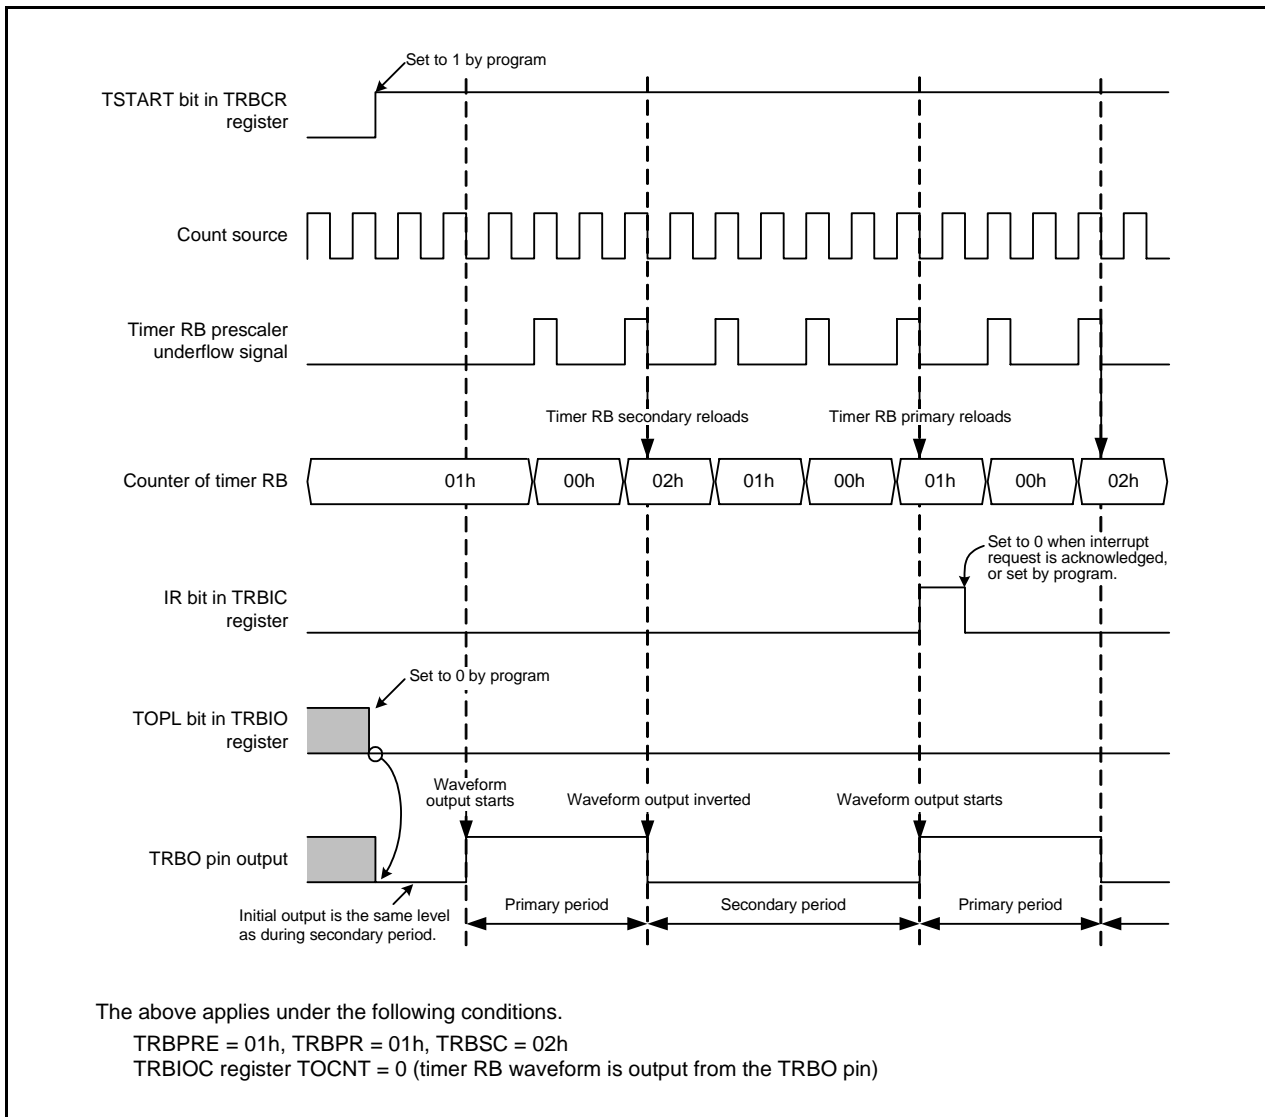 Set to 1 by program
TSTART bit in TRBCR
register
Count source
Timer RB prescaler
underflow signal
Timer RB secondary reloads
Timer RB primary reloads
Counter of timer RB
01h
00h
02h
01h
00h
01h
00h
02h
Set to 0 when interrupt
request is acknowledged,
or set by program.
IR bit in TRBIC
register
Set to 0 by program
TOPL bit in TRBIO
register
Waveform
output starts
Waveform output inverted
Waveform output starts
TRBO pin output
Initial output is the same level
as during secondary period.
Primary period
Secondary period
Primary period
The above applies under the following conditions.
TRBPRE = 01h, TRBPR = 01h, TRBSC = 02h
TRBIOC register TOCNT = 0 (timer RB waveform is output from the TRBO pin)